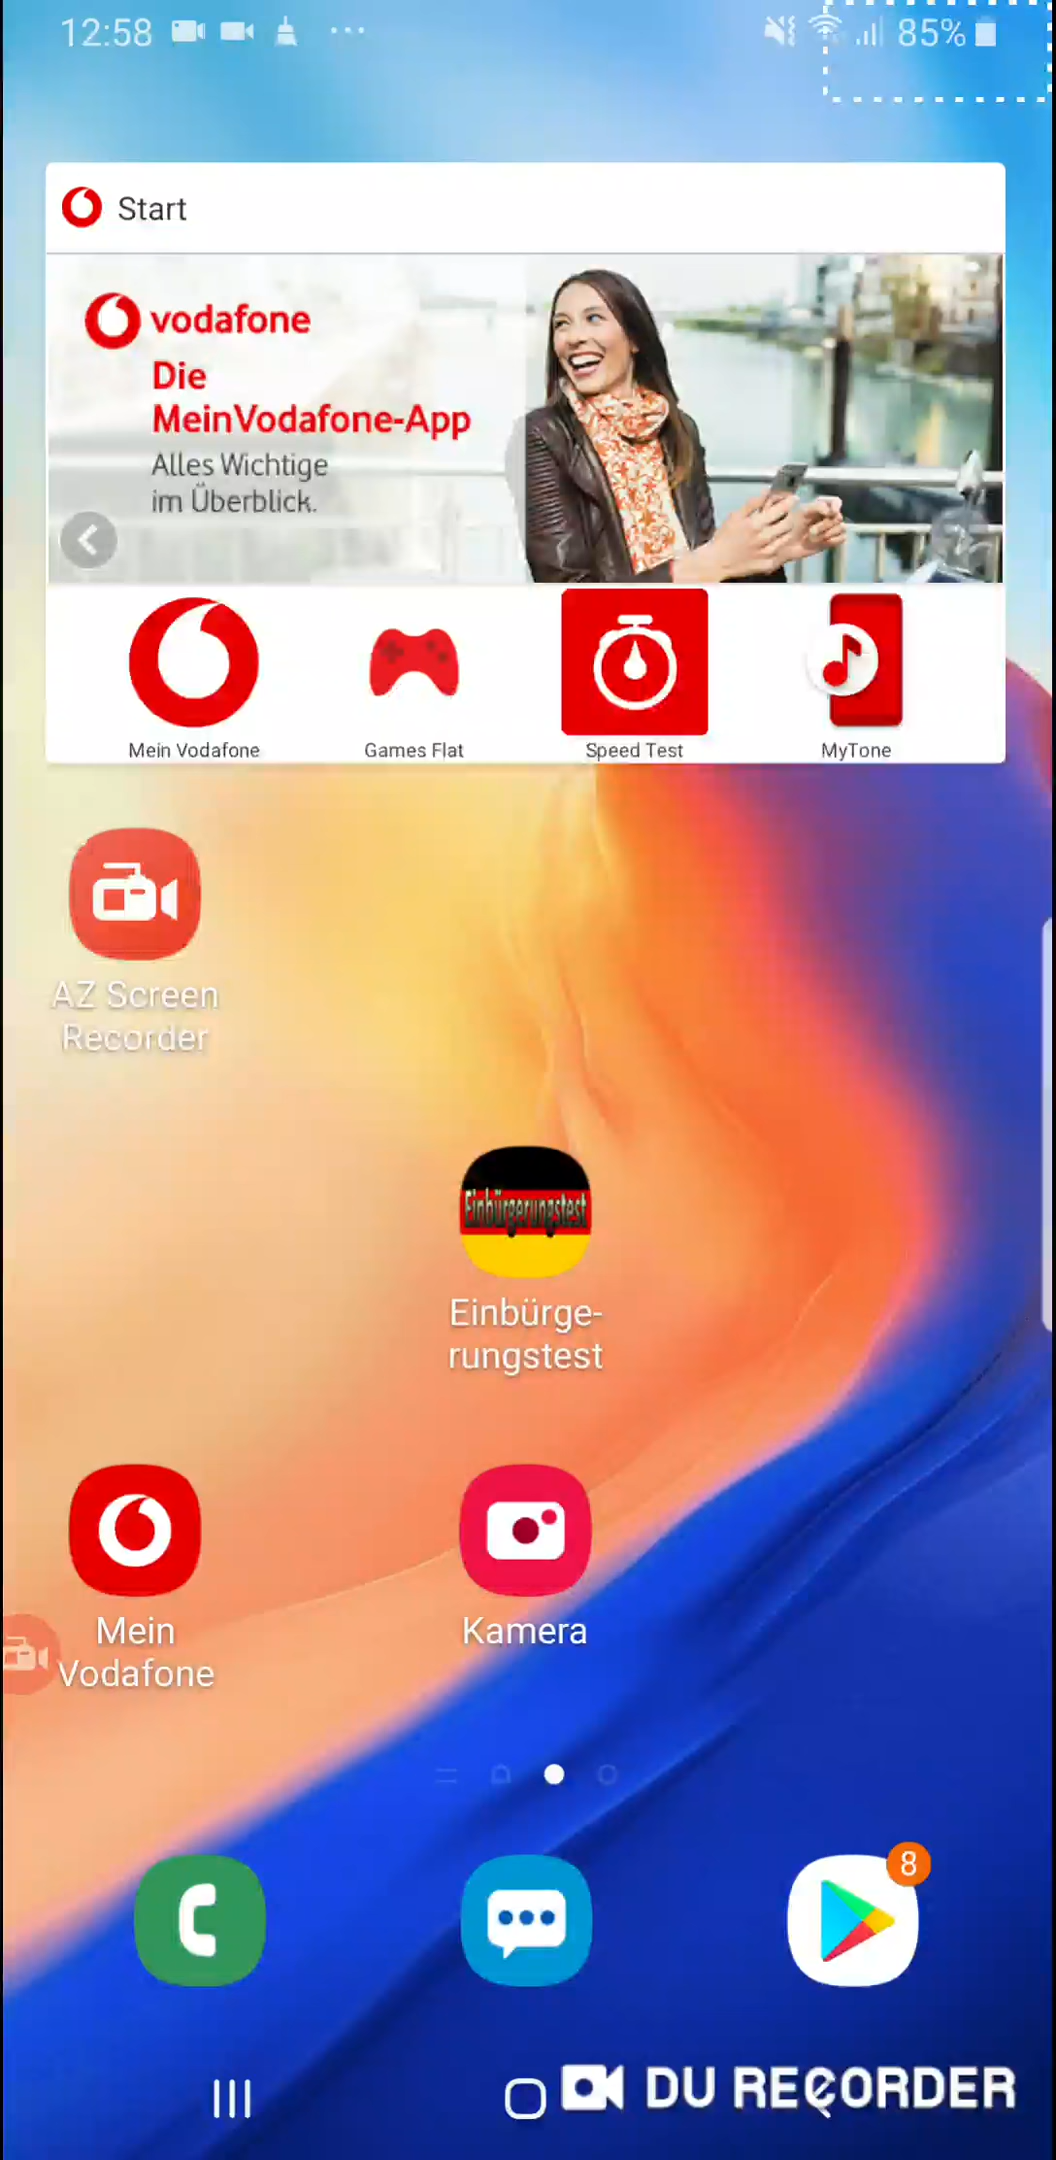 12:58
85%
Start
vodafone
Die
MeinVodafone-App
Alles Wichtige
im Überblick.
Mein Vodafone
Games Flat
Speed Test
MyTone
AZ Screen
Recorder
Einbürgerungstest
Einbürge-
rungstest
Mein
Vodafone
Kamera
8
DU RECORDER